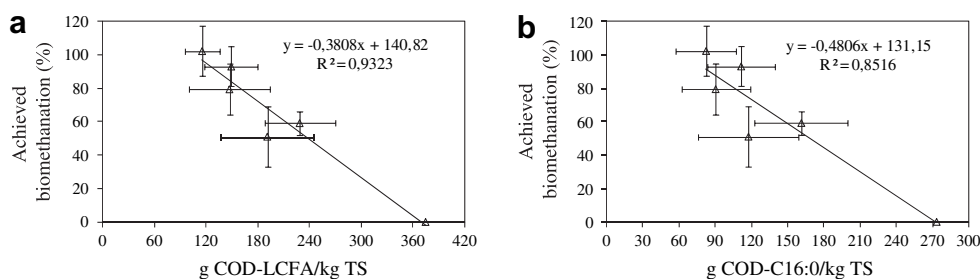 a
120
100
80
60
40
20
0
Achieved
biomethanation (%)
y = -0,3808x + 140,82
R² = 0,9323
0 60 120 180 240 300 360 420
g COD-LCFA/kg TS
b
120
100
80
60
40
20
0
Achieved
biomethanation (%)
y = -0,4806x + 131,15
R² = 0,8516
0 30 60 90 120 150 180 210 240 270 300
g COD-C16:0/kg TS